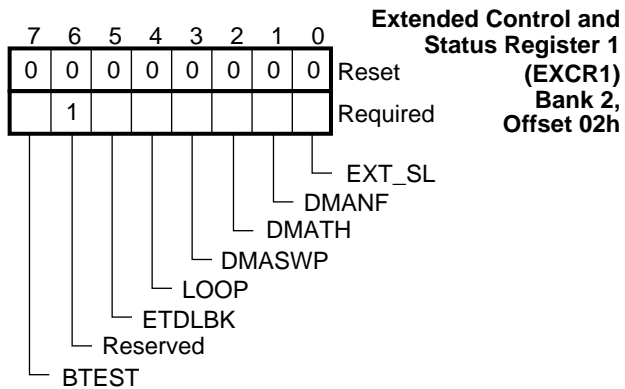 Extended Control and
Status Register 1
(EXCR1)
Bank 2,
Offset 02h
7 6 5 4 3 2 1 0
0 0 0 0 0 0 0 0 Reset
1 Required
EXT_SL
DMANF
DMATH
DMASWP
LOOP
ETDLBK
Reserved
BTEST